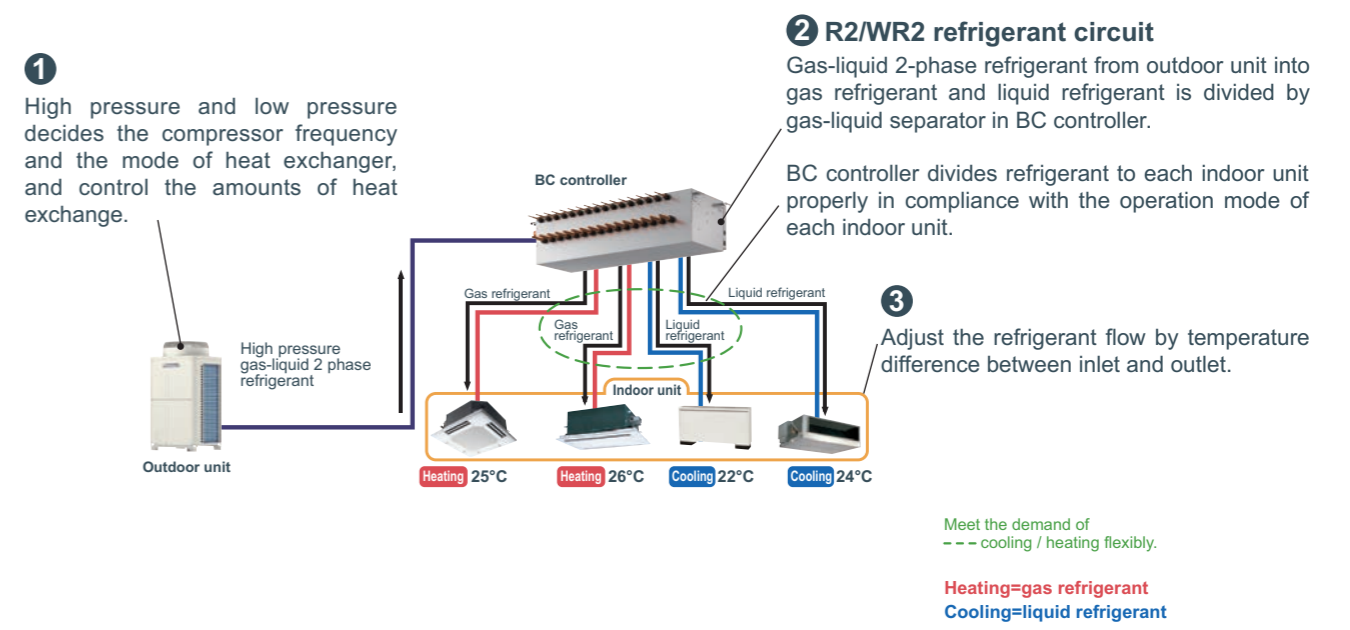 1
High pressure and low pressure
decides the compressor frequency
and the mode of heat exchanger,
and control the amounts of heat
exchange.
2 R2/WR2 refrigerant circuit
Gas-liquid 2-phase refrigerant from outdoor unit into
gas refrigerant and liquid refrigerant is divided by
gas-liquid separator in BC controller.
BC controller divides refrigerant to each indoor unit
properly in compliance with the operation mode of
each indoor unit.
BC controller
Gas refrigerant
Gas
refrigerant
Liquid
refrigerant
Liquid refrigerant
3
Adjust the refrigerant flow by temperature
difference between inlet and outlet.
High pressure
gas-liquid 2 phase
refrigerant
Outdoor unit
Indoor unit
Heating 25°C
Heating 26°C
Cooling 22°C
Cooling 24°C
Meet the demand of
--- cooling / heating flexibly.
Heating=gas refrigerant
Cooling=liquid refrigerant